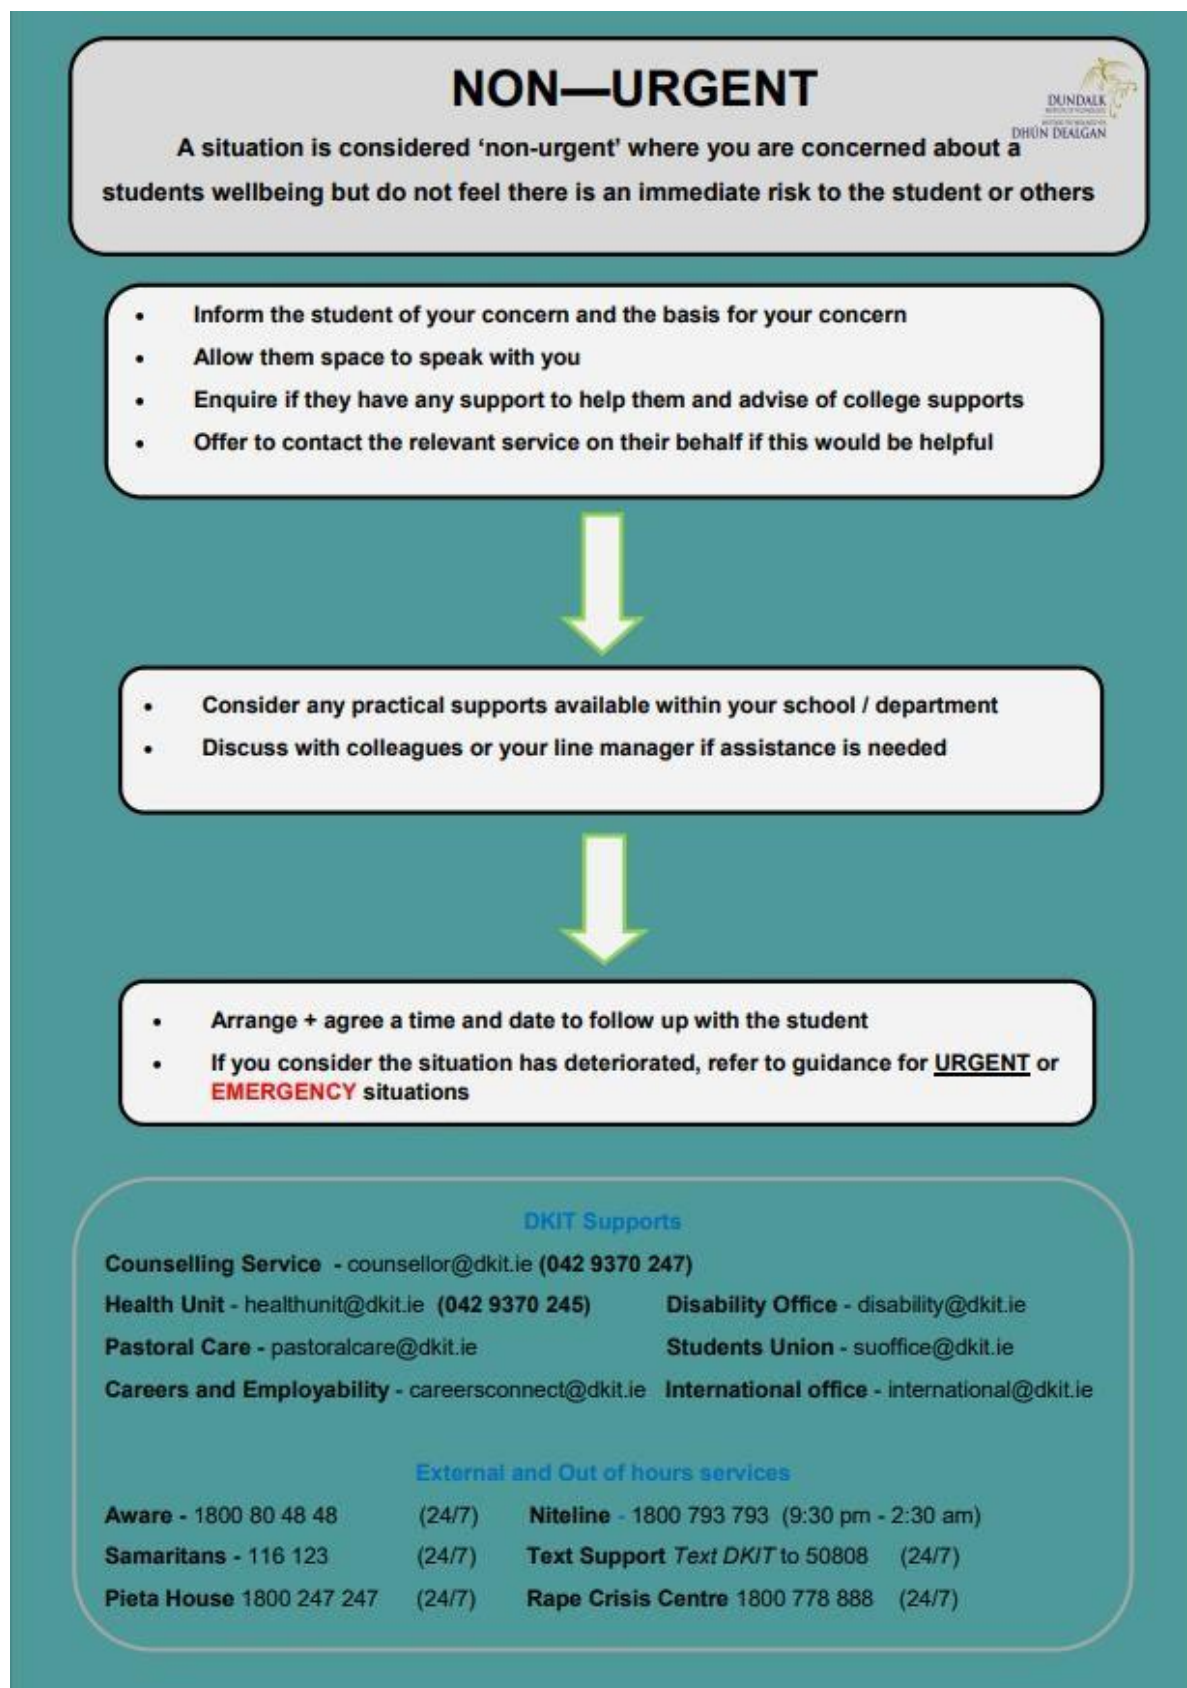 NON—URGENT
DUNDALK
DHÚN DEALGAN
A situation is considered ‘non-urgent’ where you are concerned about a
students wellbeing but do not feel there is an immediate risk to the student or others
• Inform the student of your concern and the basis for your concern
• Allow them space to speak with you
• Enquire if they have any support to help them and advise of college supports
• Offer to contact the relevant service on their behalf if this would be helpful
• Consider any practical supports available within your school / department
• Discuss with colleagues or your line manager if assistance is needed
• Arrange + agree a time and date to follow up with the student
• If you consider the situation has deteriorated, refer to guidance for URGENT or
EMERGENCY situations
DKIT Supports
Counselling Service - counsellor@dkit.ie (042 9370 247)
Health Unit - healthunit@dkit.ie (042 9370 245) Disability Office - disability@dkit.ie
Pastoral Care - pastoralcare@dkit.ie Students Union - suoffice@dkit.ie
Careers and Employability - careersconnect@dkit.ie International office - international@dkit.ie
External and Out of hours services
Aware - 1800 80 48 48 (24/7) Niteline - 1800 793 793 (9:30 pm - 2:30 am)
Samaritans - 116 123 (24/7) Text Support Text DKIT to 50808 (24/7)
Pieta House 1800 247 247 (24/7) Rape Crisis Centre 1800 778 888 (24/7)